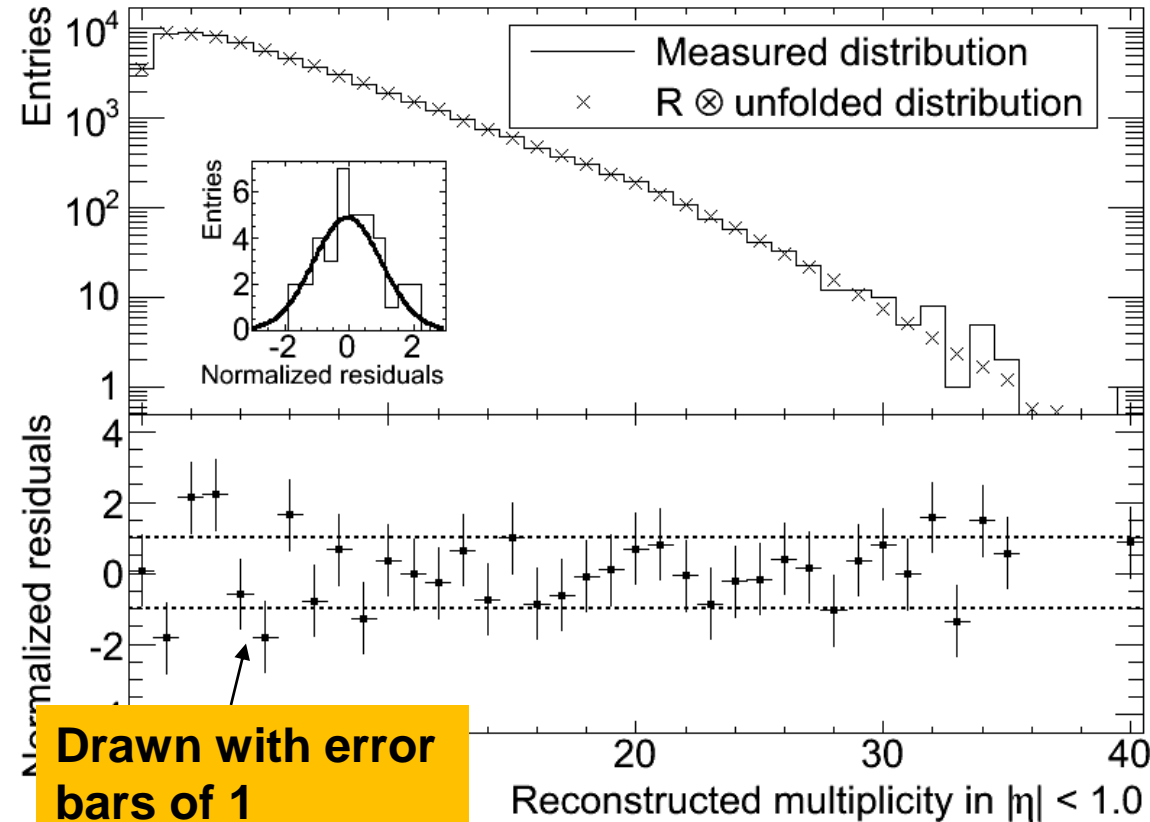 Entries
10⁴
10³
10²
10
1
Measured distribution
R ⊗ unfolded distribution
Entries
6
4
2
0
-2
0
2
Normalized residuals
Normalized residuals
4
2
0
-2
Drawn with error
bars of 1
20
30
40
Reconstructed multiplicity in |η| < 1.0